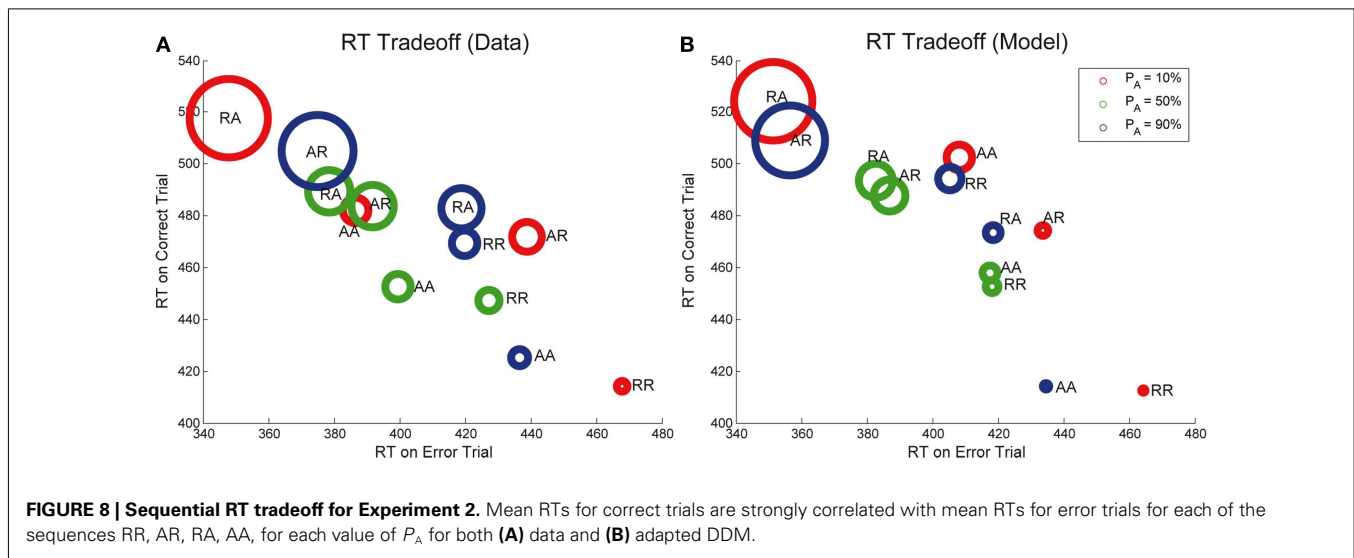 A
RT Tradeoff (Data)
540
520
500
480
460
440
420
400
340
360
380
400
420
440
460
480
RT on Correct Trial
RT on Error Trial
RA
AR
RA
AR
AA
RA
RR
AR
AA
RR
AA
RR
B
RT Tradeoff (Model)
540
520
500
480
460
440
420
400
340
360
380
400
420
440
460
480
RT on Correct Trial
RT on Error Trial
RA
AR
RA
AR
AA
RR
RA
AR
AA
RR
AA
RR
P_A = 10%
P_A = 50%
P_A = 90%
FIGURE 8 | Sequential RT tradeoff for Experiment 2. Mean RTs for correct trials are strongly correlated with mean RTs for error trials for each of the
sequences RR, AR, RA, AA, for each value of P_A for both (A) data and (B) adapted DDM.